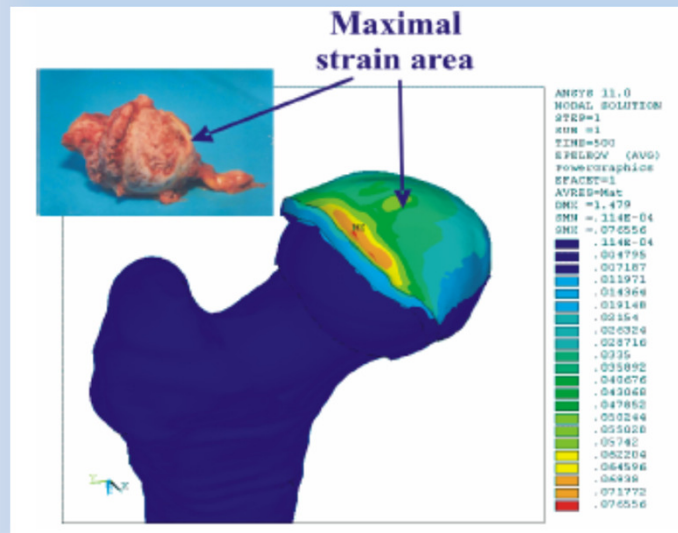 Maximal
strain area
ANSYS 11.0
NODAL SOLUTION
STEP=1
SUB =1
TIME=500
EPELEQV (AVG)
PowerGraphics
EFACET=1
AVRES=Mat
DMX =1.479
SMN =.114E-04
SMX =.076556
MX
.114E-04
.004795
.007187
.011971
.014364
.019148
.02154
.026324
.028716
.0335
.035892
.040676
.043068
.047852
.050244
.055028
.05742
.062204
.064596
.06938
.071772
.076556